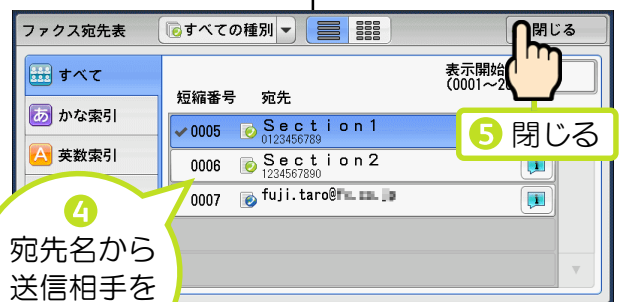 ファクス宛先表
すべての種別
閉じる
すべて
かな索引
英数索引
表示開始
(0001～2
短縮番号 宛先
0005 Section1
0123456789
0006 Section2
1234567890
0007 fuji.taro@
❺ 閉じる
❹
宛先名から
送信相手を